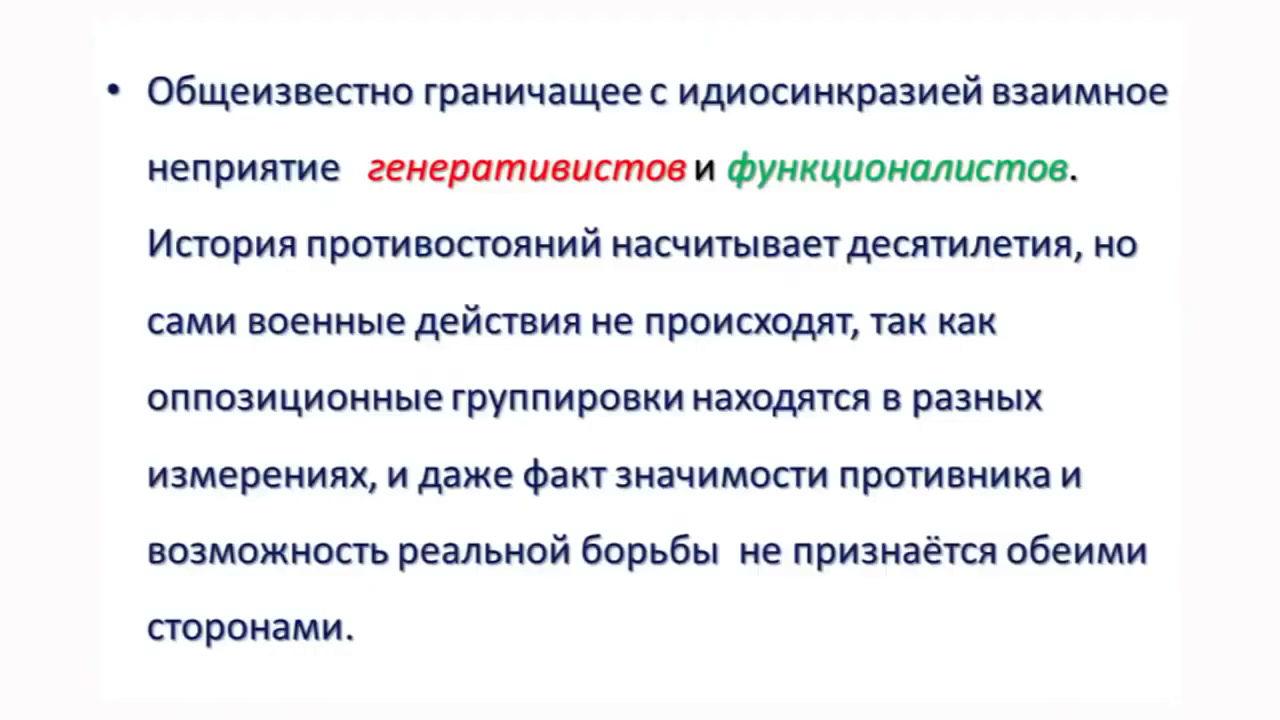 • Общеизвестно граничащее с идиосинкразией взаимное
неприятие генеративистов и функционалистов.
История противостояний насчитывает десятилетия, но
сами военные действия не происходят, так как
оппозиционные группировки находятся в разных
измерениях, и даже факт значимости противника и
возможность реальной борьбы не признаётся обеими
сторонами.